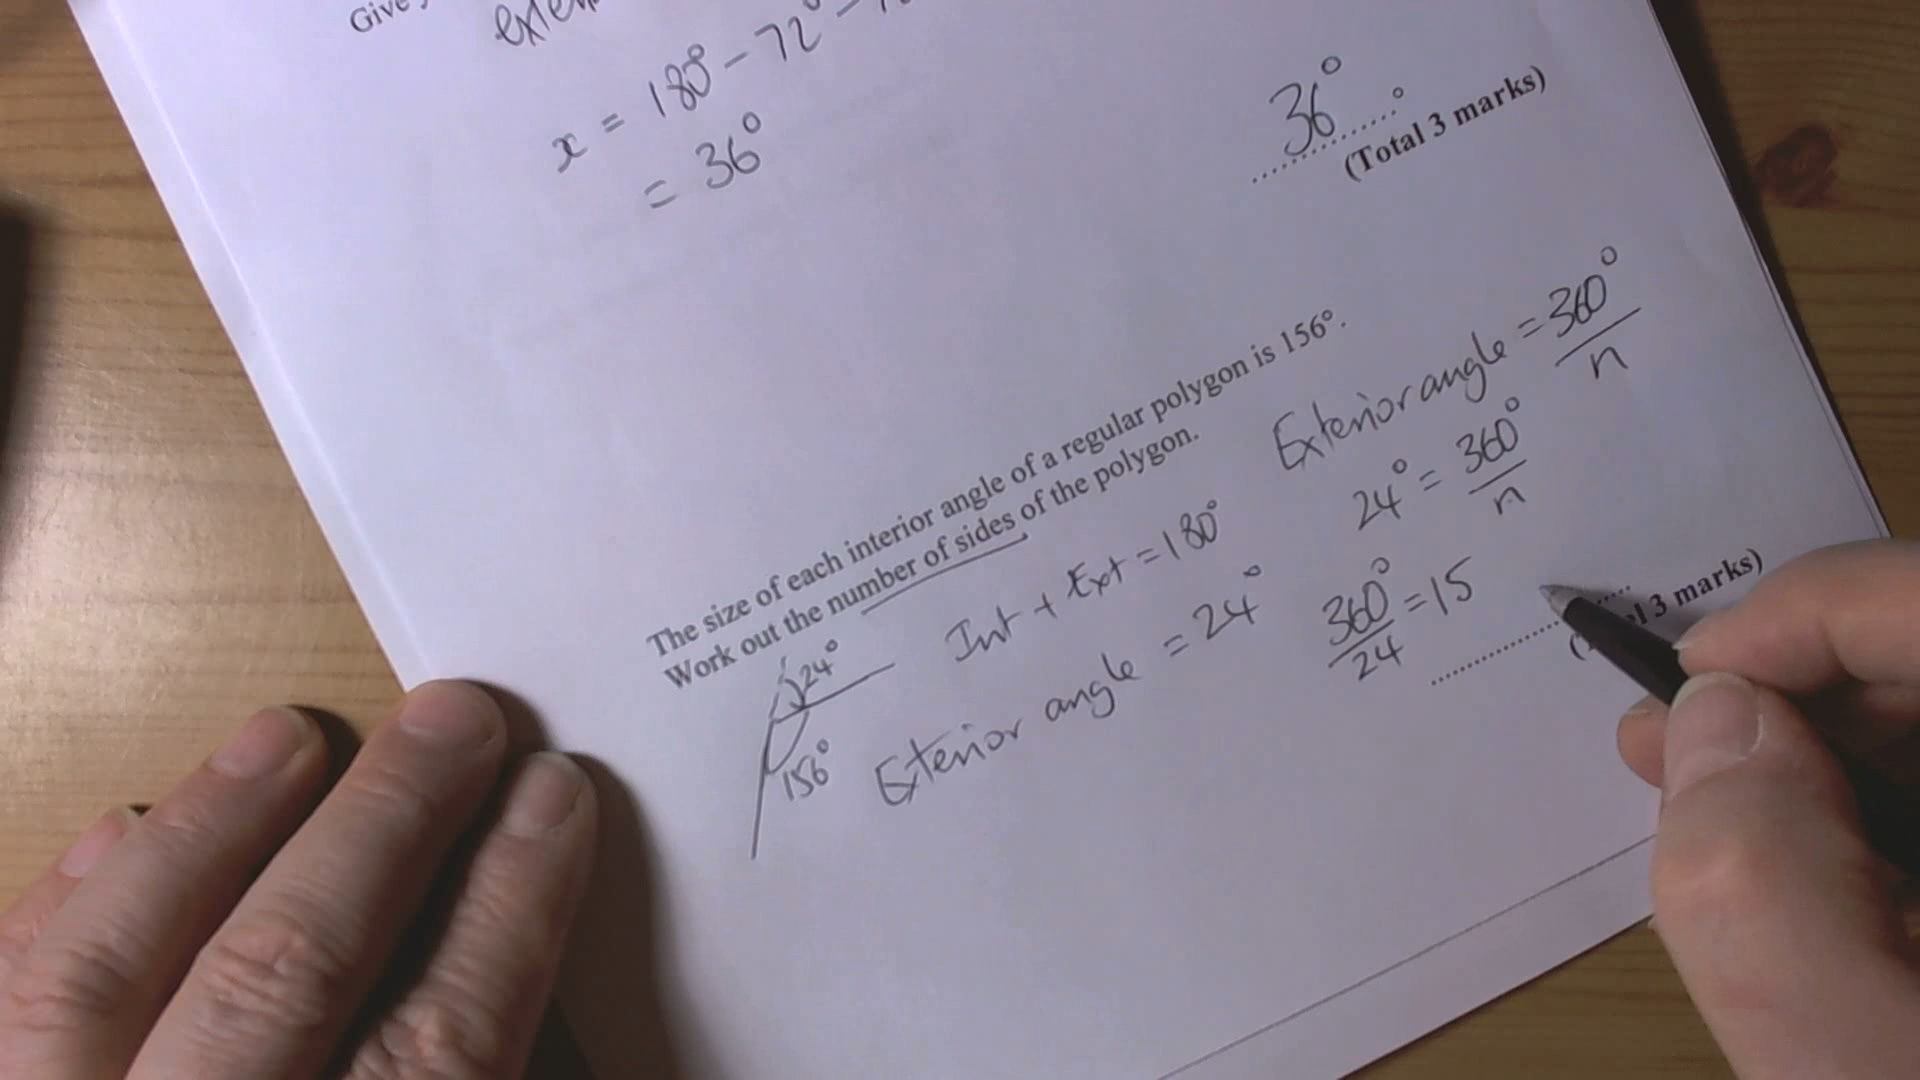 Give
exten
x = 180° - 72° -
= 36°
36°
..............°
(Total 3 marks)
The size of each interior angle of a regular polygon is 156°.
Work out the number of sides of the polygon.
24°
156°
Int + Ext = 180°
Exterior angle = 24°
Exterior angle = 360°/n
24° = 360°/n
360°/24 = 15
3 marks)